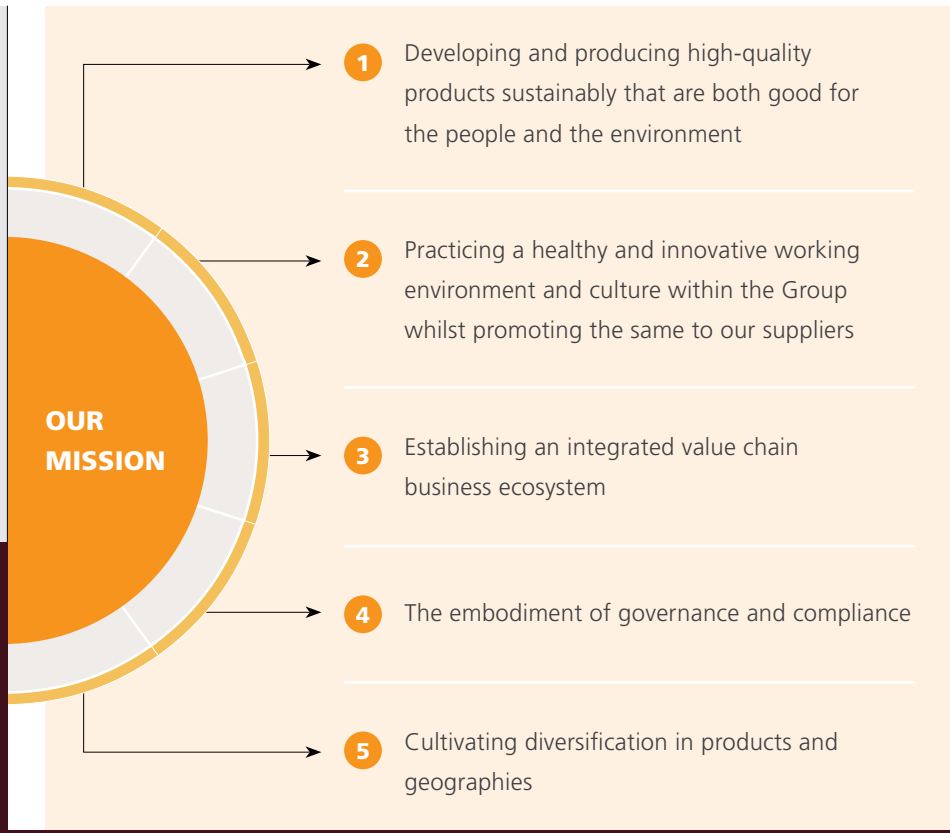 OUR
MISSION
1
Developing and producing high-quality
products sustainably that are both good for
the people and the environment
2
Practicing a healthy and innovative working
environment and culture within the Group
whilst promoting the same to our suppliers
3
Establishing an integrated value chain
business ecosystem
4
The embodiment of governance and compliance
5
Cultivating diversification in products and
geographies